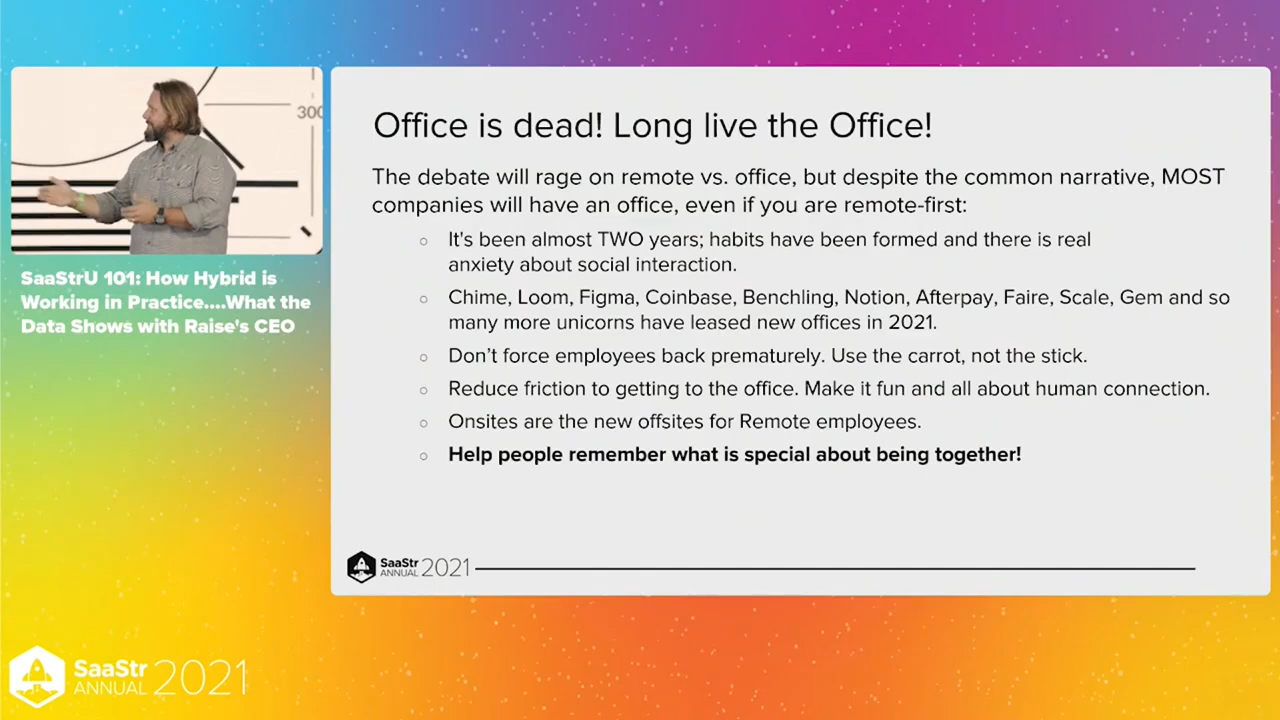 300
SaaStrU 101: How Hybrid is
Working in Practice....What the
Data Shows with Raise's CEO
Office is dead! Long live the Office!
The debate will rage on remote vs. office, but despite the common narrative, MOST
companies will have an office, even if you are remote-first:
○ It's been almost TWO years; habits have been formed and there is real
anxiety about social interaction.
○ Chime, Loom, Figma, Coinbase, Benchling, Notion, Afterpay, Faire, Scale, Gem and so
many more unicorns have leased new offices in 2021.
○ Don't force employees back prematurely. Use the carrot, not the stick.
○ Reduce friction to getting to the office. Make it fun and all about human connection.
○ Onsites are the new offsites for Remote employees.
○ Help people remember what is special about being together!
SaaStr
ANNUAL 2021
SaaStr
ANNUAL 2021